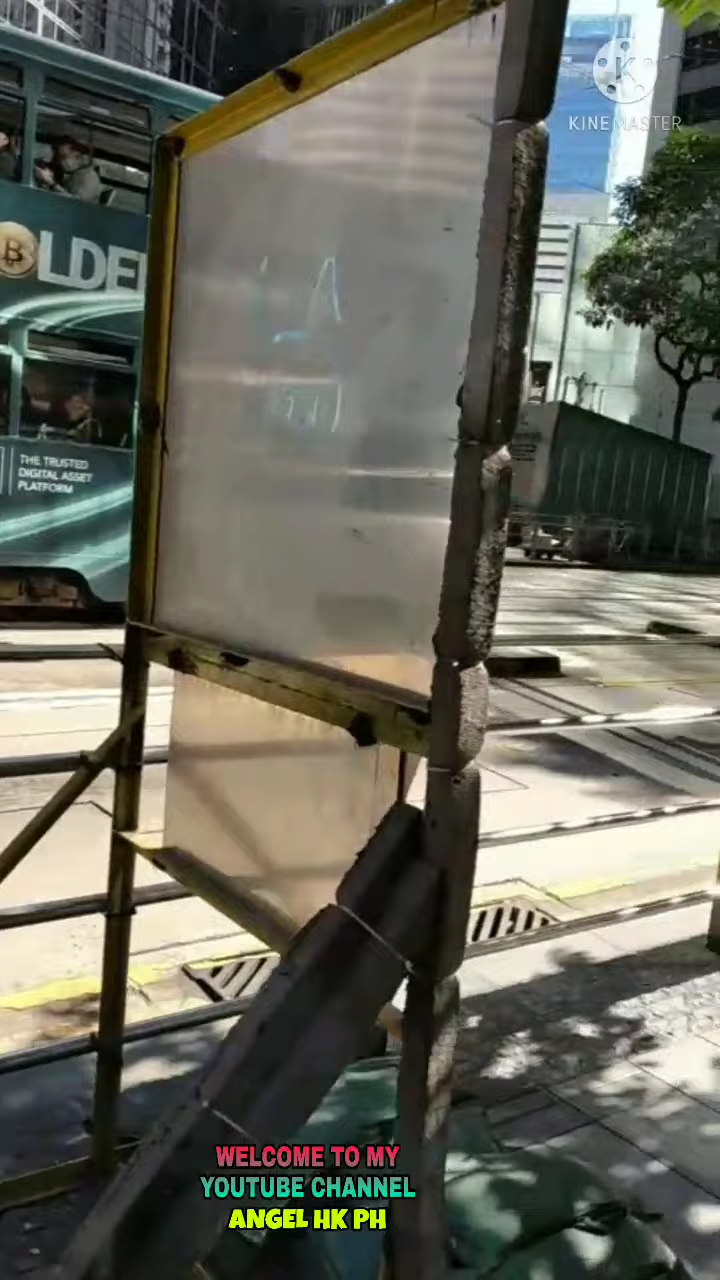 KINEMASTER
LDE
THE TRUSTED
DIGITAL ASSET
PLATFORM
WELCOME TO MY
YOUTUBE CHANNEL
ANGEL HK PH